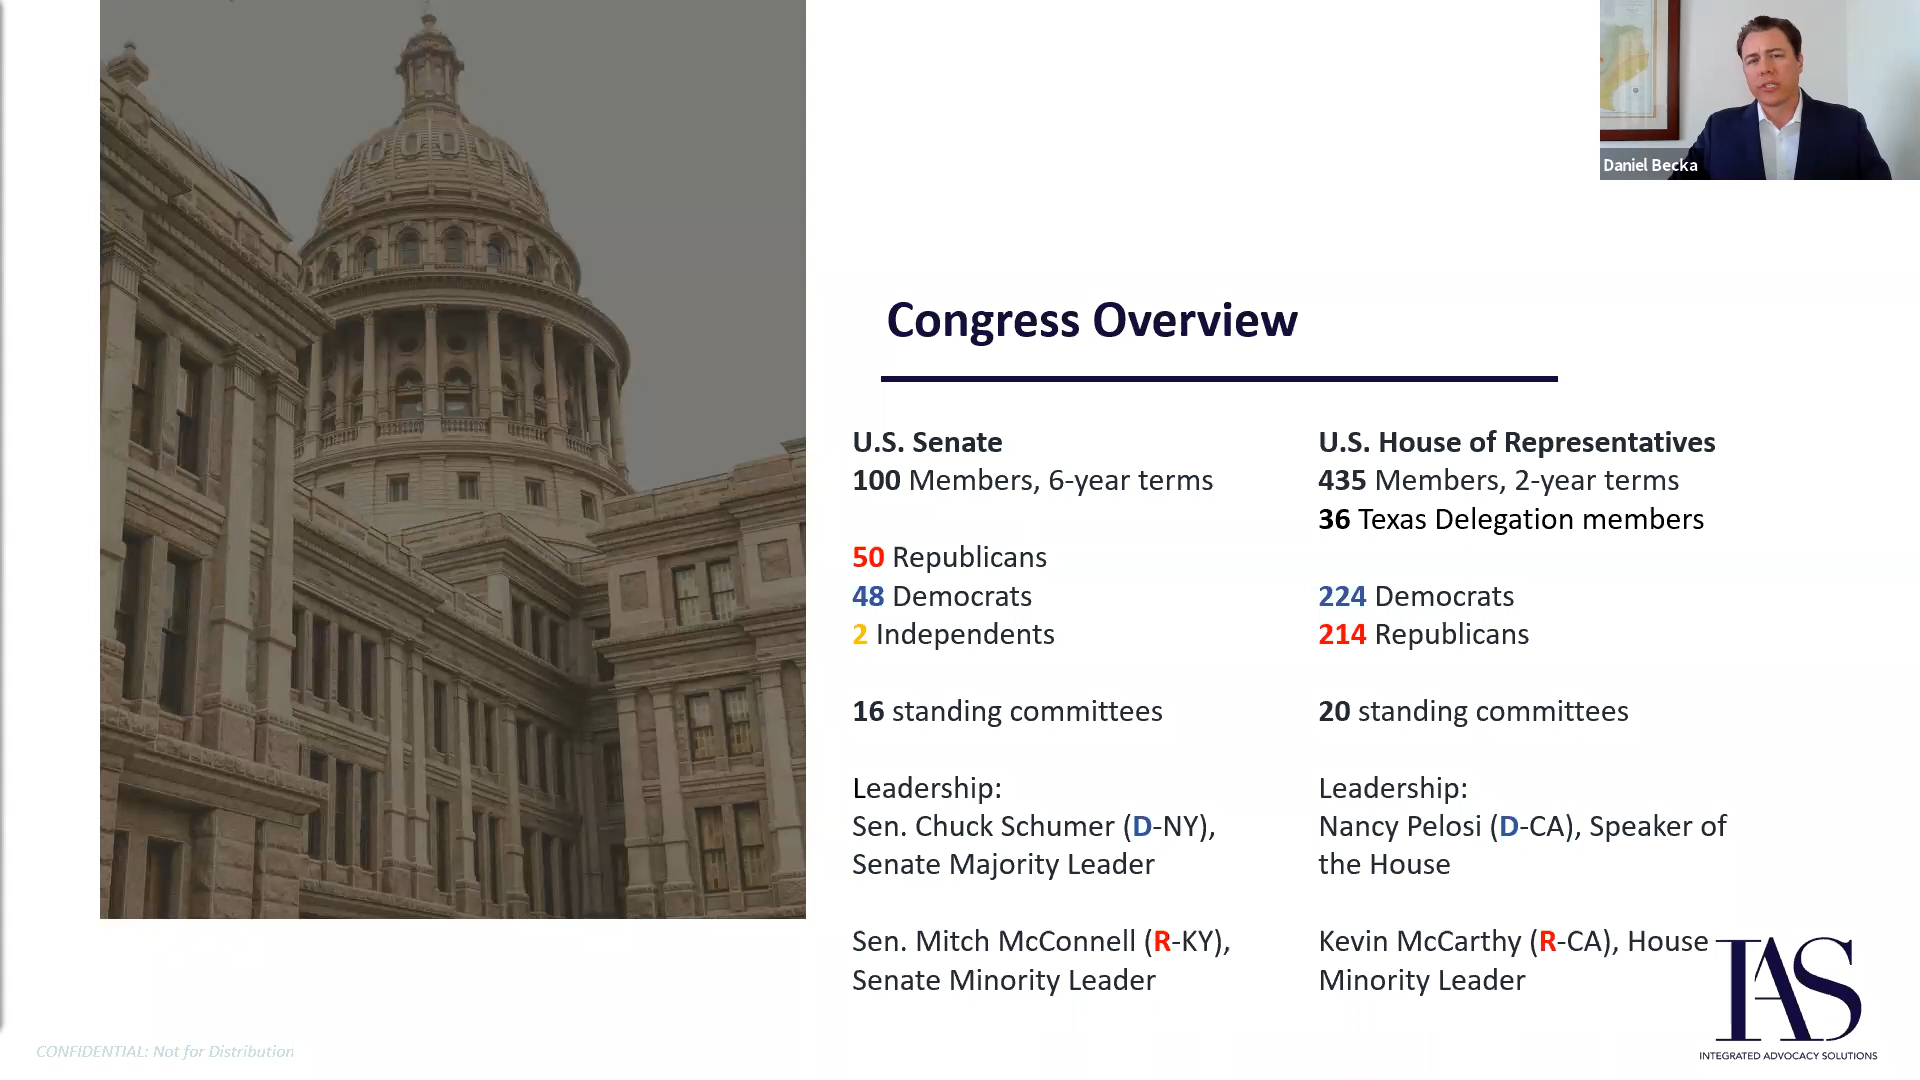 Daniel Becka
Congress Overview
U.S. Senate
100 Members, 6-year terms
50 Republicans
48 Democrats
2 Independents
16 standing committees
Leadership:
Sen. Chuck Schumer (D-NY),
Senate Majority Leader
Sen. Mitch McConnell (R-KY),
Senate Minority Leader
U.S. House of Representatives
435 Members, 2-year terms
36 Texas Delegation members
224 Democrats
214 Republicans
20 standing committees
Leadership:
Nancy Pelosi (D-CA), Speaker of
the House
Kevin McCarthy (R-CA), House
Minority Leader
IAS
INTEGRATED ADVOCACY SOLUTIONS
CONFIDENTIAL: Not for Distribution